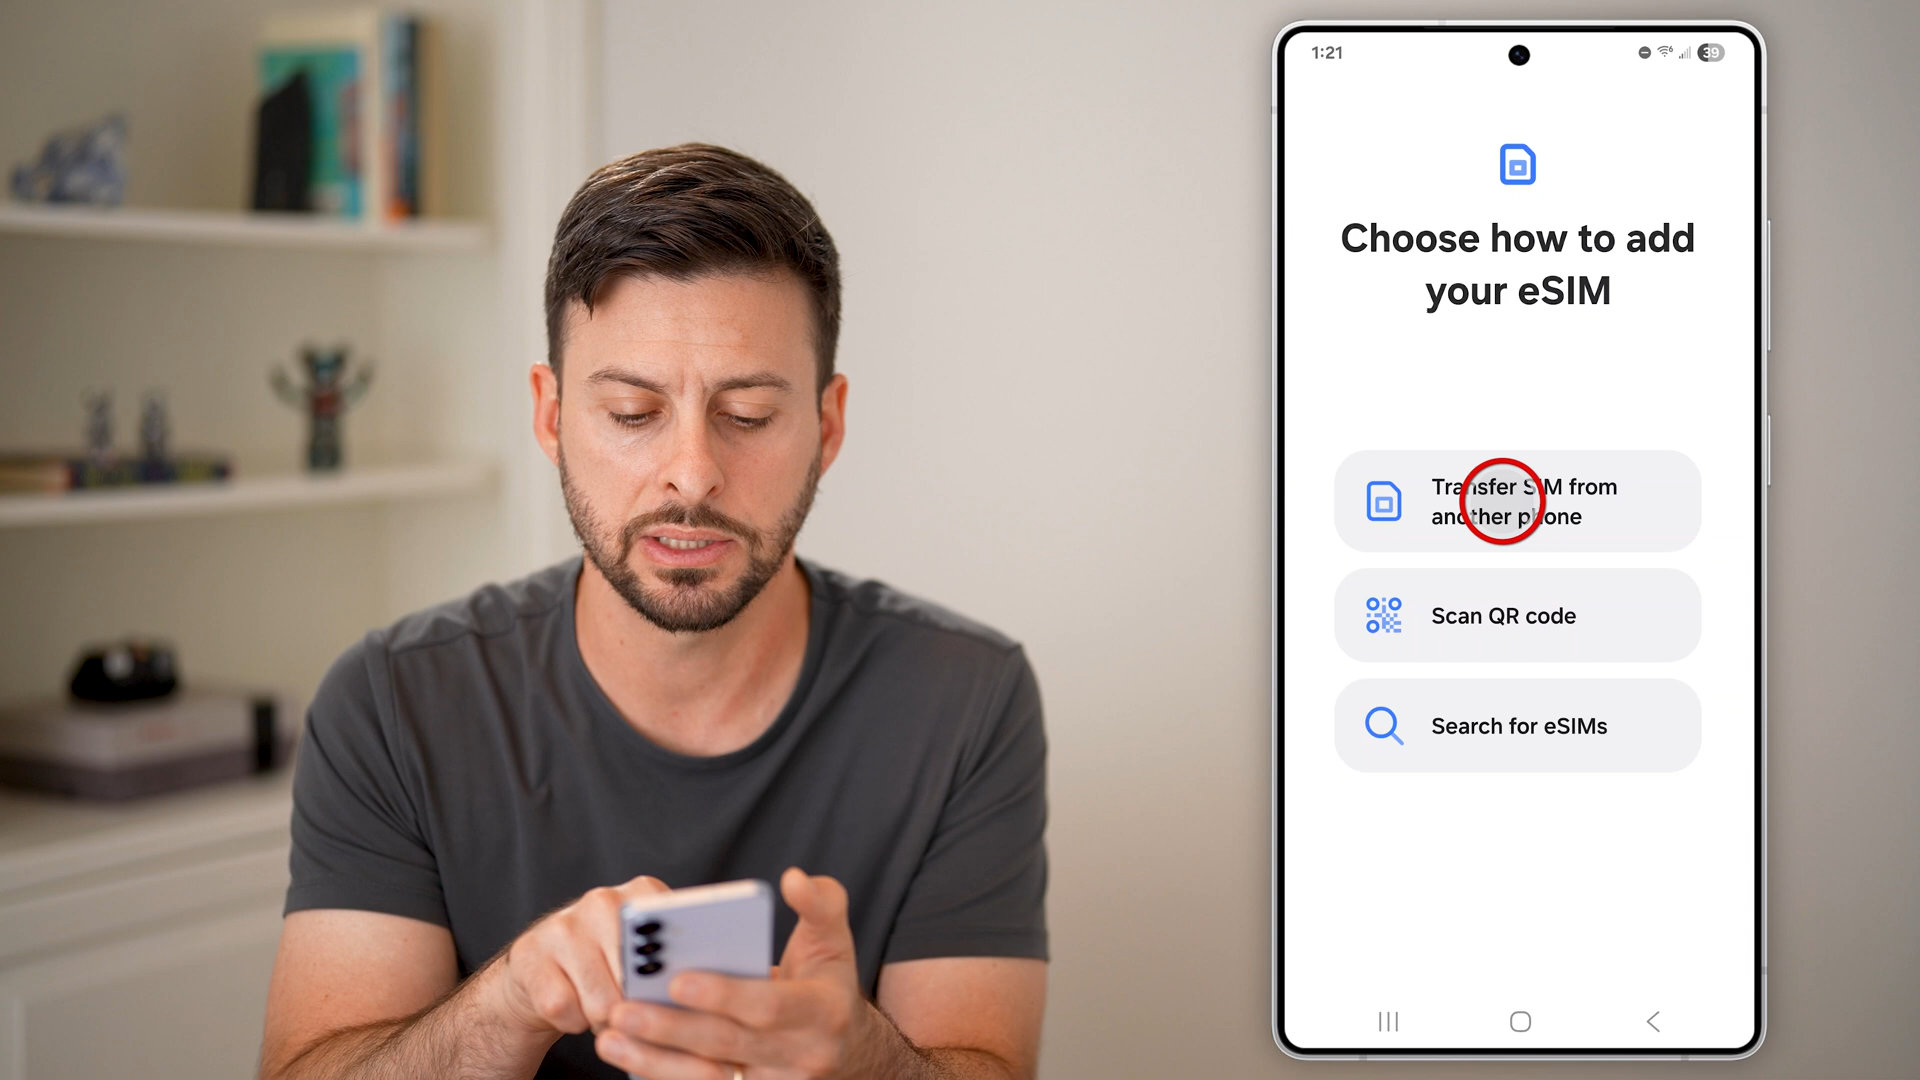 1:21
39
Choose how to add
your eSIM
Transfer SIM from
another phone
Scan QR code
Search for eSIMs